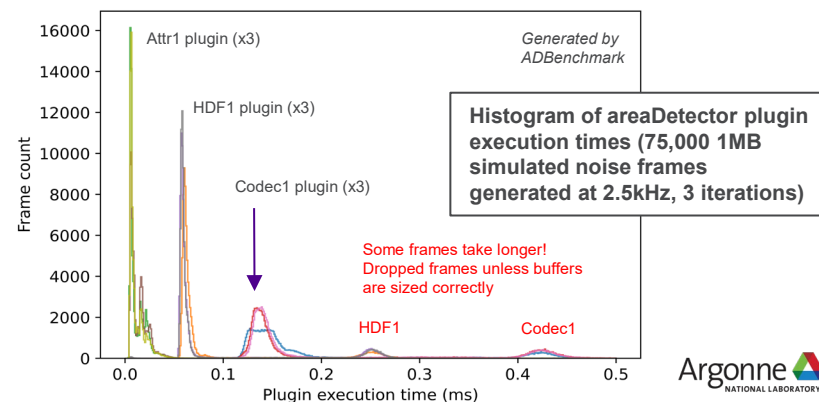 16000
14000
12000
10000
8000
6000
4000
2000
0
Frame count
0.0
0.1
0.2
0.3
0.4
0.5
Plugin execution time (ms)
Attr1 plugin (x3)
HDF1 plugin (x3)
Codec1 plugin (x3)
Generated by
ADBenchmark
Histogram of areaDetector plugin
execution times (75,000 1MB
simulated noise frames
generated at 2.5kHz, 3 iterations)
Some frames take longer!
Dropped frames unless buffers
are sized correctly
HDF1
Codec1
Argonne
NATIONAL LABORATORY